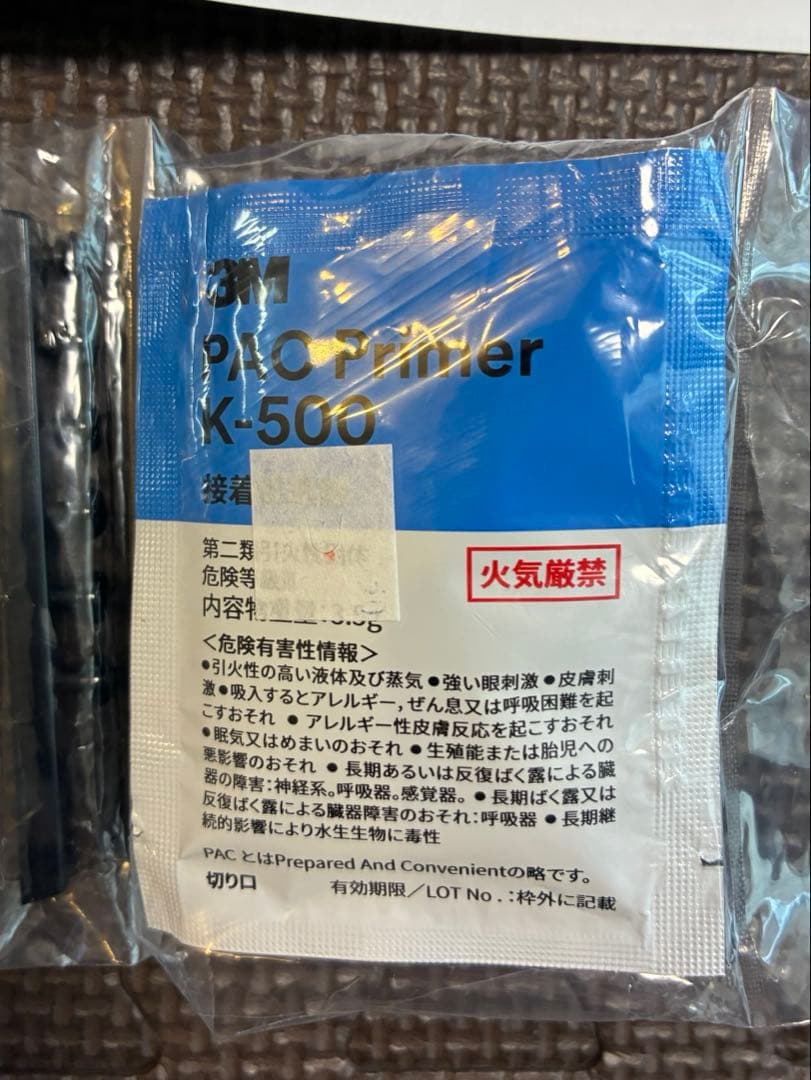 3M
PAC Primer
K-500
接着
第二類引火性液体
危険等級
内容物重量:3.5g
<危険有害性情報>
●引火性の高い液体及び蒸気 ●強い眼刺激 ●皮膚刺
激 ●吸入するとアレルギー,ぜん息又は呼吸困難を起
こすおそれ ● アレルギー性皮膚反応を起こすおそれ
●眠気又はめまいのおそれ ●生殖能または胎児への
悪影響のおそれ ● 長期あるいは反復ばく露による臓
器の障害:神経系。呼吸器。感覚器。 ●長期ばく露又は
反復ばく露による臓器障害のおそれ:呼吸器 ●長期継
続的影響により水生生物に毒性
火気厳禁
PAC とはPrepared And Convenientの略です。
切り口
有効期限/LOT No.:枠外に記載